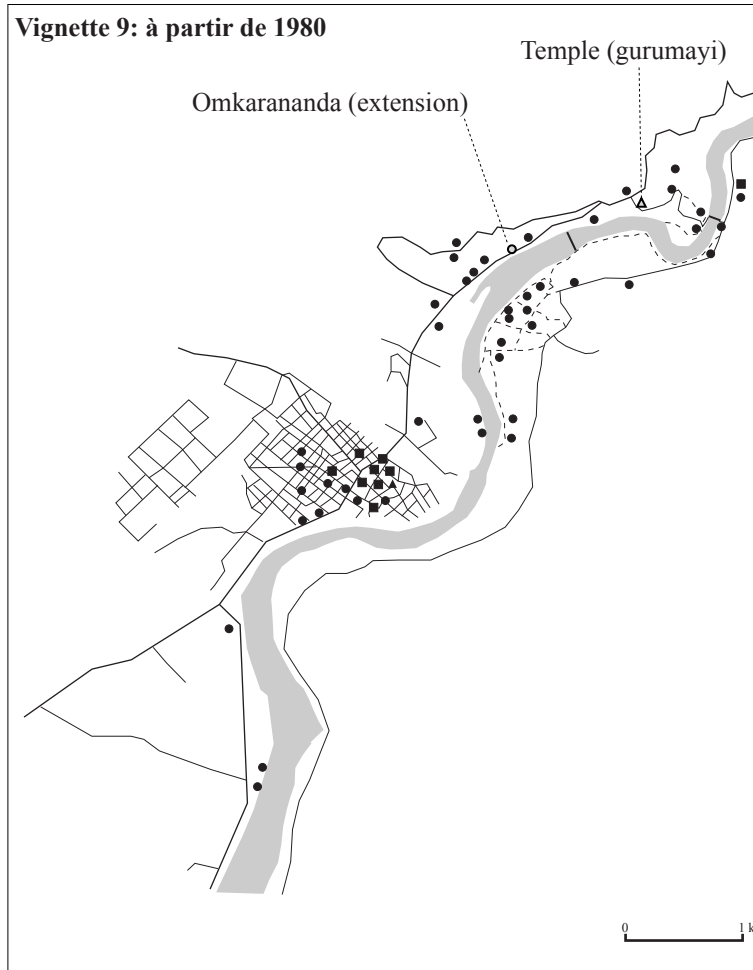 Vignette 9: à partir de 1980
Temple (gurumayi)
Omkarananda (extension)
0 1 k